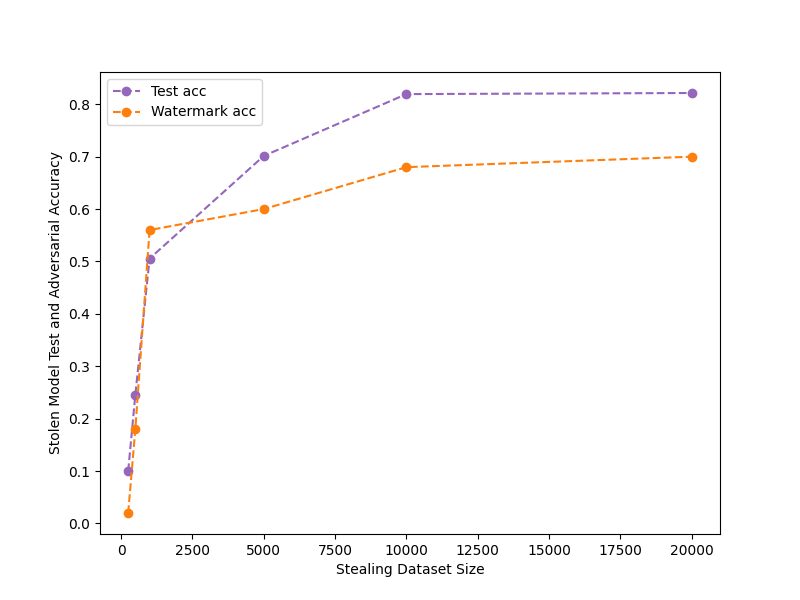 Test acc
Watermark acc
Stolen Model Test and Adversarial Accuracy
0.8
0.7
0.6
0.5
0.4
0.3
0.2
0.1
0.0
0 2500 5000 7500 10000 12500 15000 17500 20000
Stealing Dataset Size